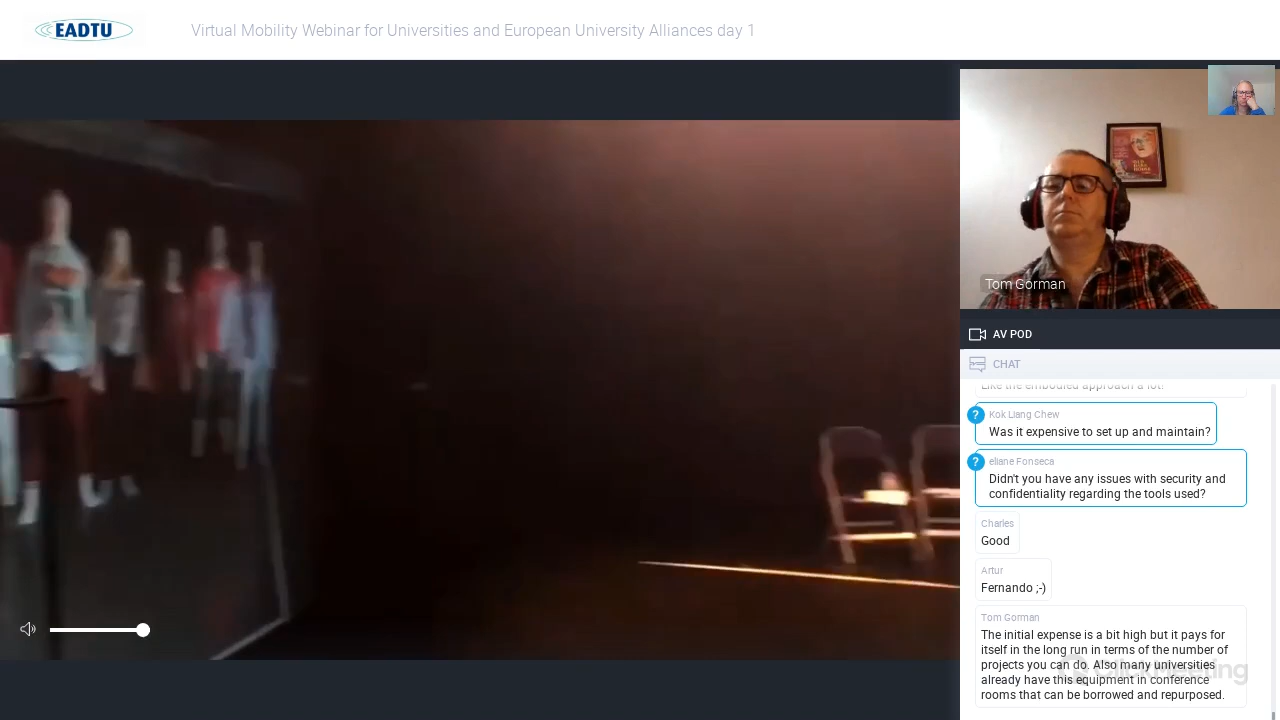 EADTU
Virtual Mobility Webinar for Universities and European University Alliances day 1
Tom Gorman
AV POD
CHAT
Like the embodied approach a lot!
?
Kok Liang Chew
Was it expensive to set up and maintain?
?
eliane Fonseca
Didn't you have any issues with security and
confidentiality regarding the tools used?
Charles
Good
Artur
Fernando ;-)
Tom Gorman
The initial expense is a bit high but it pays for
itself in the long run in terms of the number of
projects you can do. Also many universities
already have this equipment in conference
rooms that can be borrowed and repurposed.
ClickMeeting